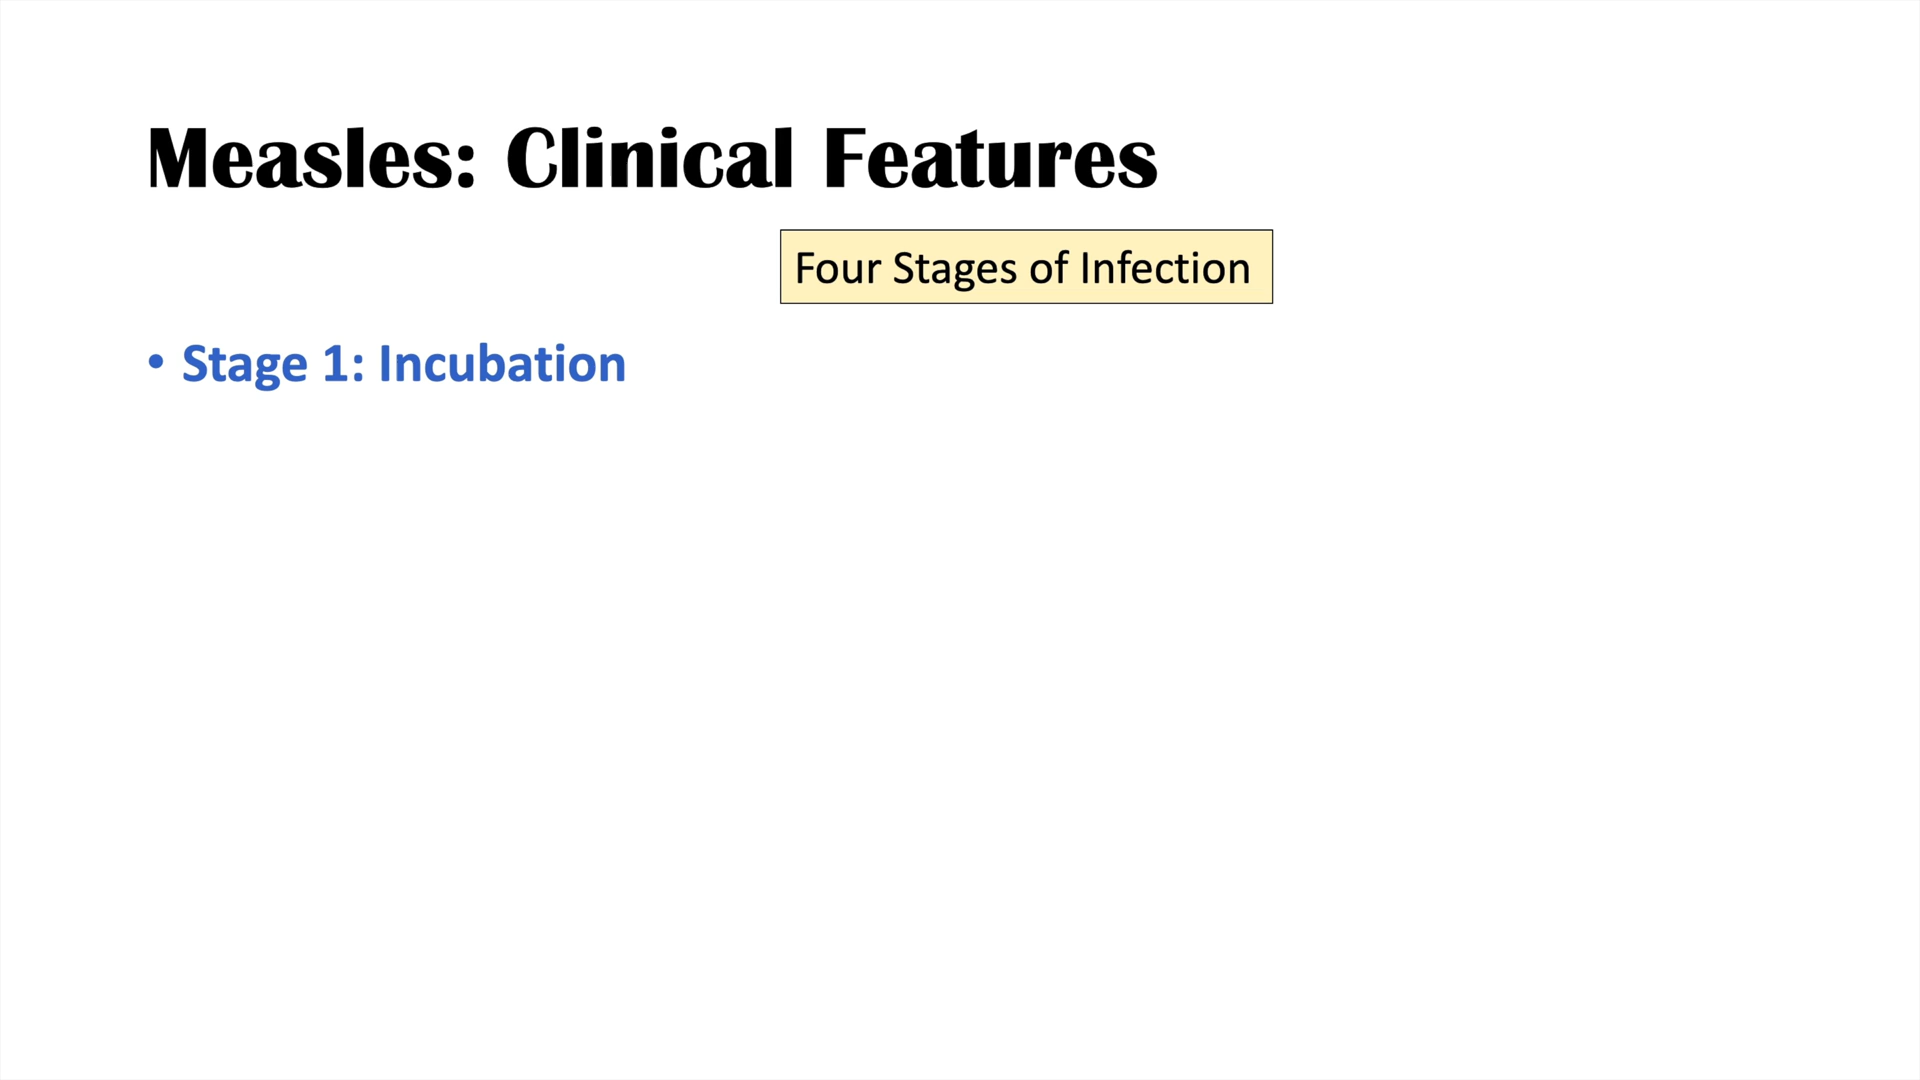 Measles: Clinical Features
Four Stages of Infection
• Stage 1: Incubation